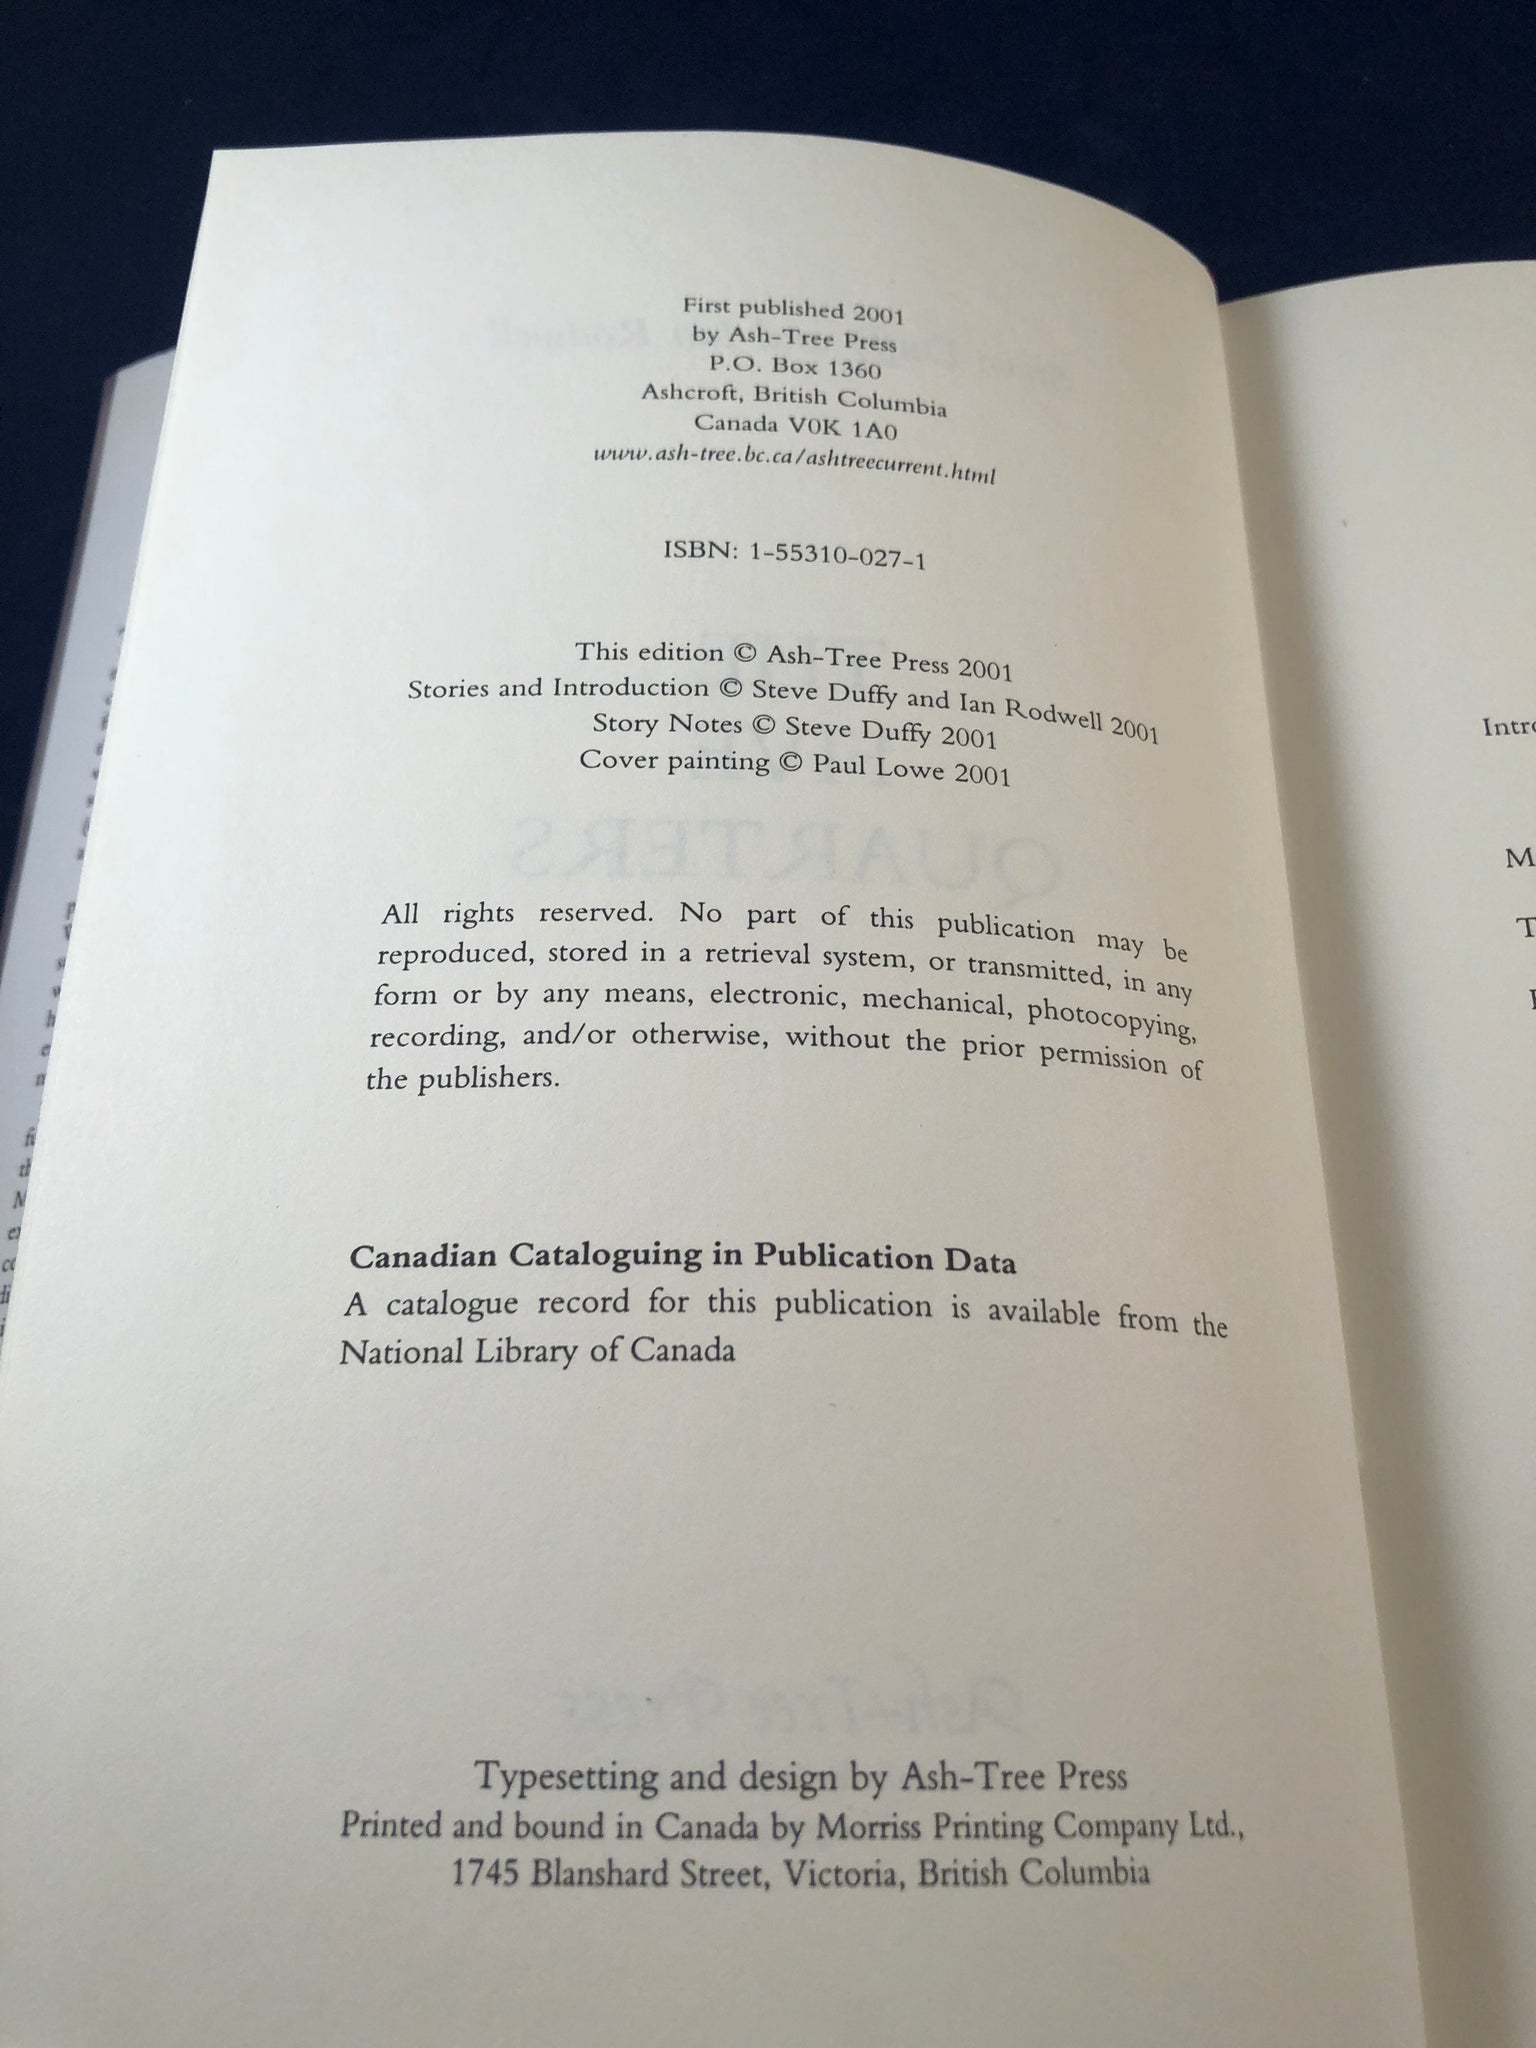 First published 2001
by Ash-Tree Press
P.O. Box 1360
Ashcroft, British Columbia
Canada V0K 1A0
www.ash-tree.bc.ca/ashtreecurrent.html
ISBN: 1-55310-027-1
This edition © Ash-Tree Press 2001
Stories and Introduction © Steve Duffy and Ian Rodwell 2001
Story Notes © Steve Duffy 2001
Cover painting © Paul Lowe 2001
QUARTERS
All rights reserved. No part of this publication may be
reproduced, stored in a retrieval system, or transmitted, in any
form or by any means, electronic, mechanical, photocopying,
recording, and/or otherwise, without the prior permission of
the publishers.
Canadian Cataloguing in Publication Data
A catalogue record for this publication is available from the
National Library of Canada
Ash-Tree Press
Typesetting and design by Ash-Tree Press
Printed and bound in Canada by Morriss Printing Company Ltd.,
1745 Blanshard Street, Victoria, British Columbia